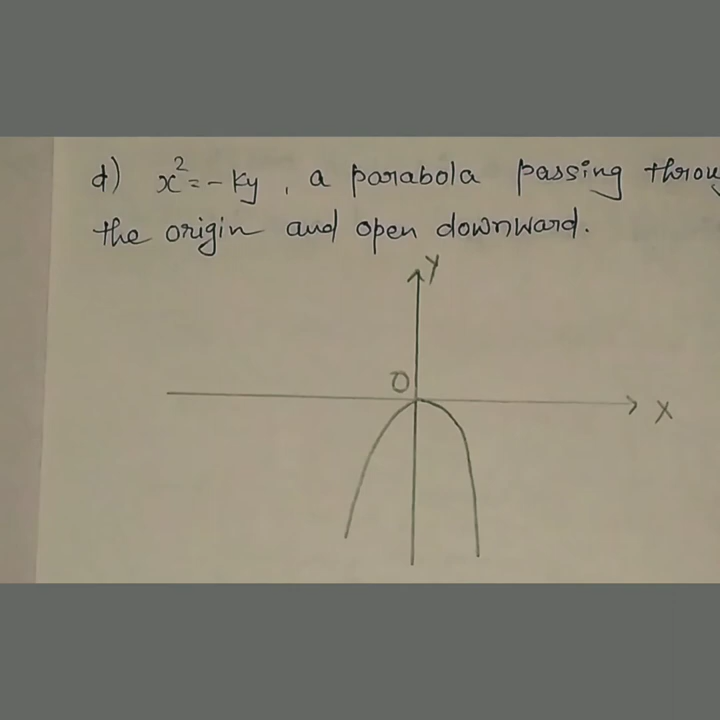 d) x² = - ky, a parabola passing throu
the origin and open downward.
Y
O
X